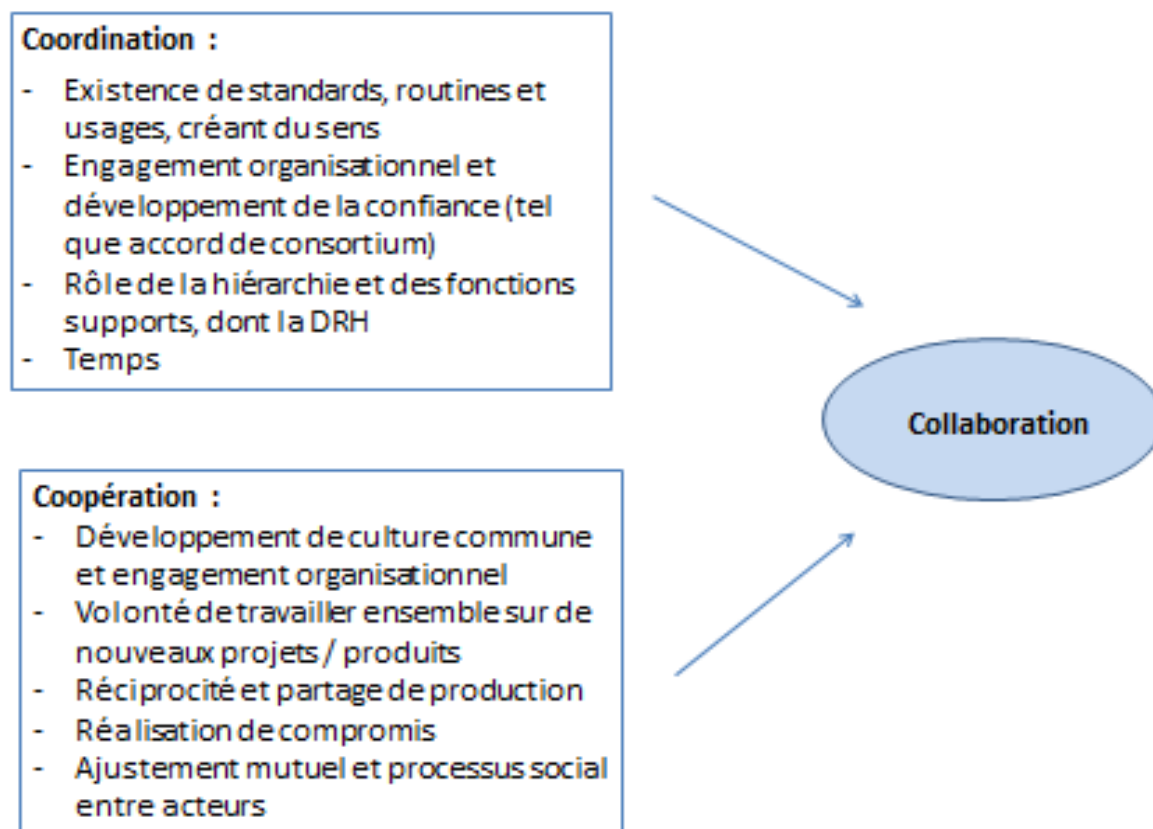 Coordination :
- Existence de standards, routines et
usages, créant du sens
- Engagement organisationnel et
développement de la confiance (tel
que accord de consortium)
- Rôle de la hiérarchie et des fonctions
supports, dont la DRH
- Temps
Collaboration
Coopération :
- Développement de culture commune
et engagement organisationnel
- Volonté de travailler ensemble sur de
nouveaux projets / produits
- Réciprocité et partage de production
- Réalisation de compromis
- Ajustement mutuel et processus social
entre acteurs